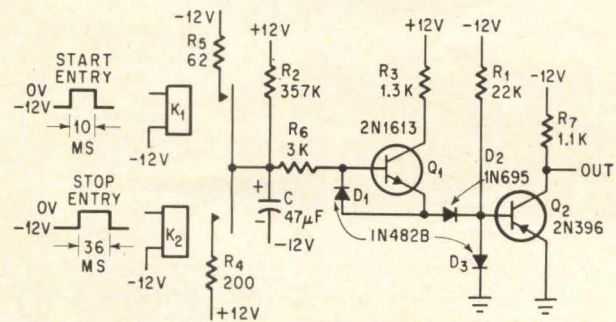 -12V
R5
62
START
ENTRY
0V
-12V
10
MS
K1
-12V
+12V
R2
357K
R6
3K
+
C
47µF
-
-12V
STOP
ENTRY
0V
-12V
36
MS
K2
-12V
R4
200
+12V
+12V
R3
1.3K
2N1613
Q1
D1
1N482B
-12V
R1
22K
D2
1N695
D3
-12V
R7
1.1K
OUT
Q2
2N396